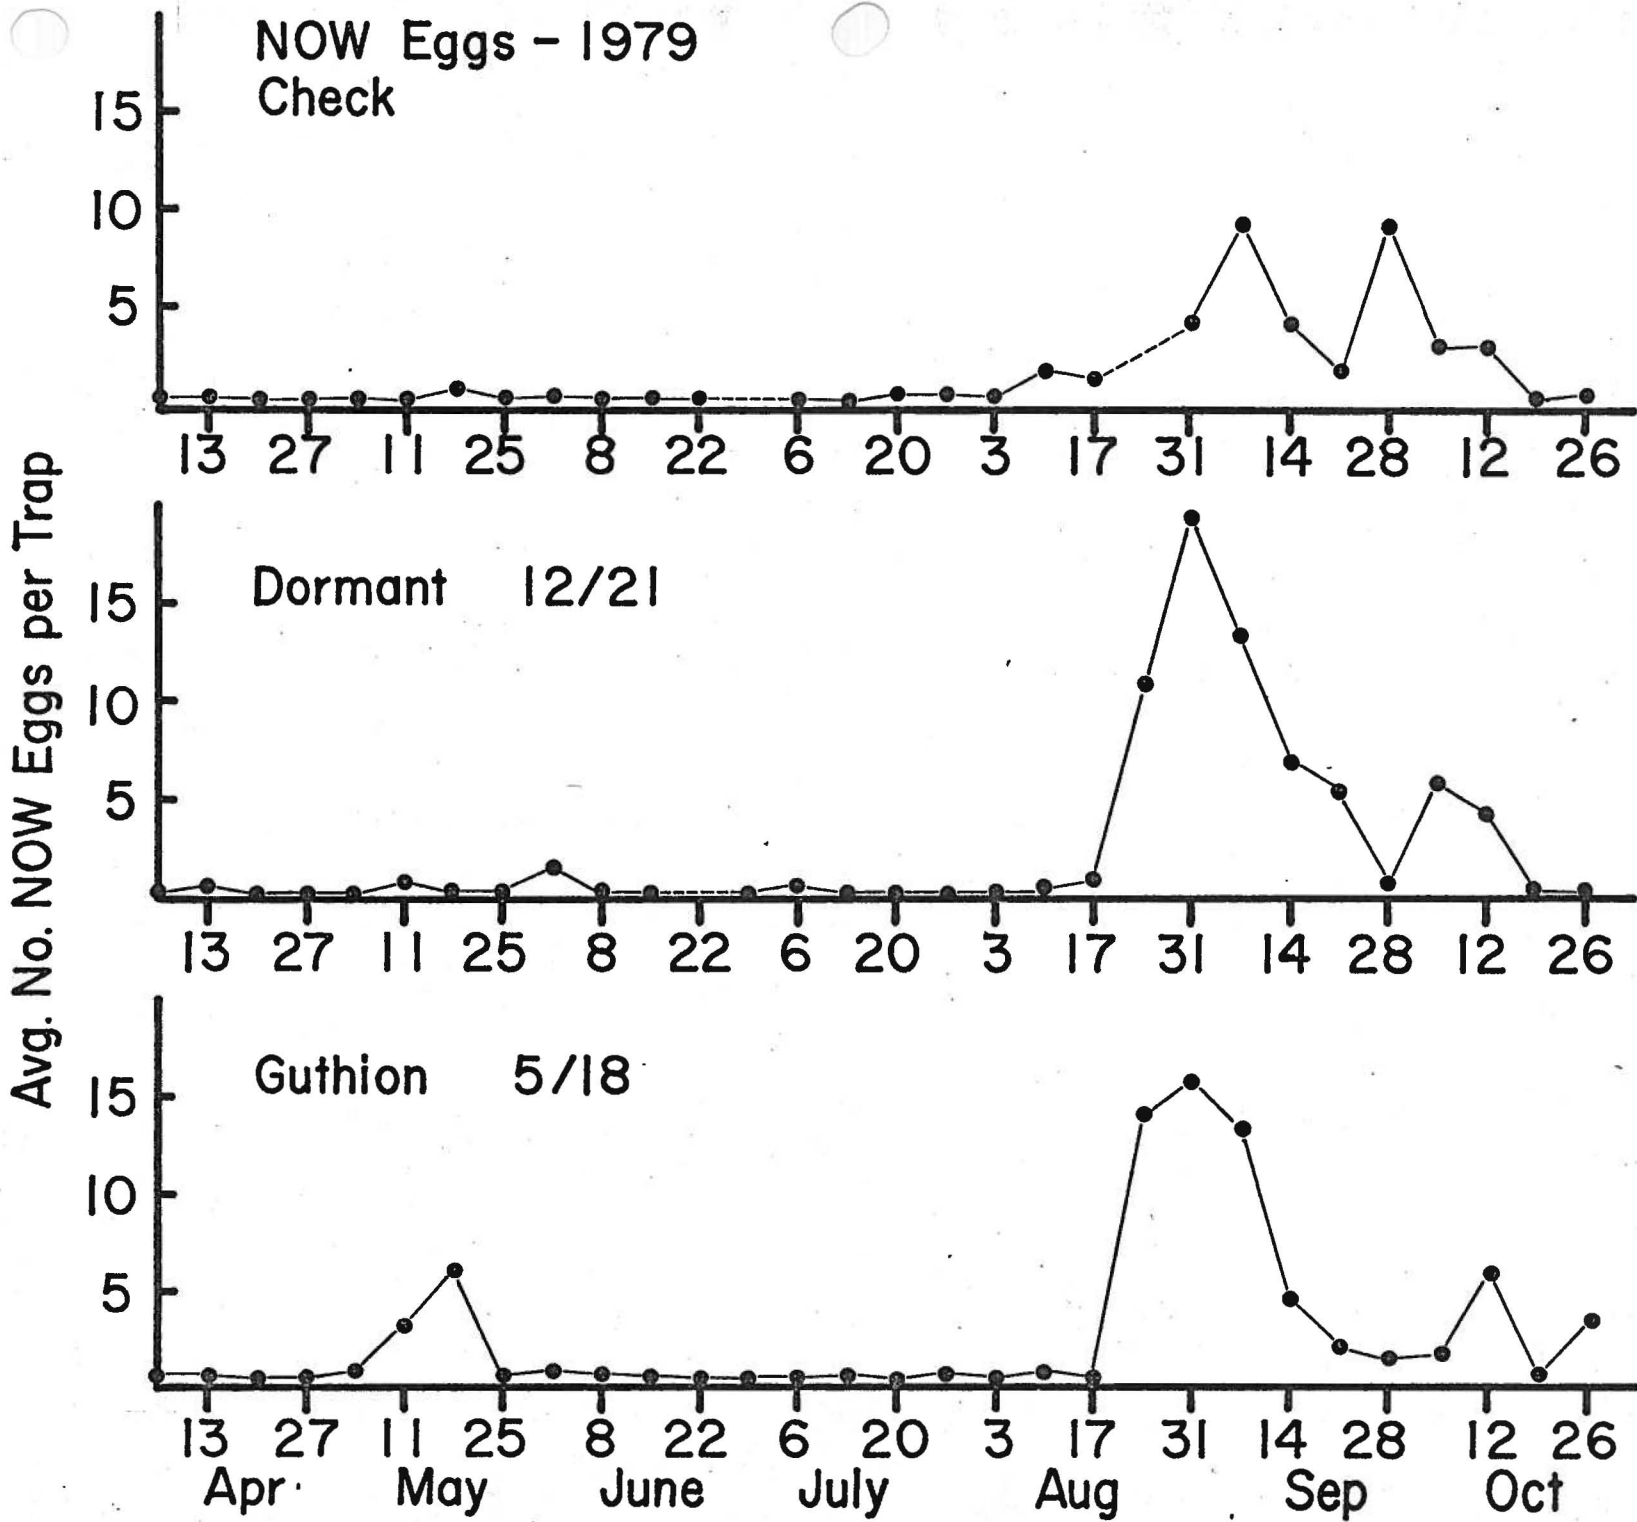 NOW Eggs - 1979
Check
15
10
5
13 27 11 25 8 22 6 20 3 17 31 14 28 12 26
Avg. No. NOW Eggs per Trap
Dormant 12/21
15
10
5
13 27 11 25 8 22 6 20 3 17 31 14 28 12 26
Guthion 5/18
15
10
5
13 27 11 25 8 22 6 20 3 17 31 14 28 12 26
Apr May June July Aug Sep Oct